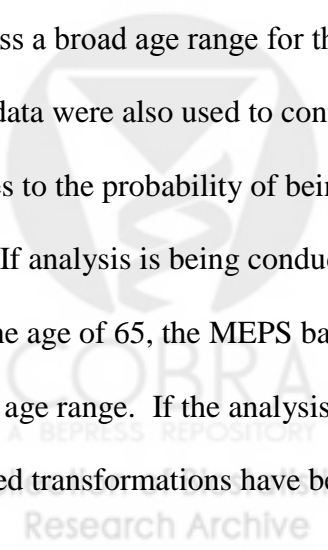 ss a broad age range for th
data were also used to con
es to the probability of bein
If analysis is being conduc
ne age of 65, the MEPS ba
COBRA
age range. If the analysis
A BEPRESS REPOSITORY
ed transformations have be
Research Archive